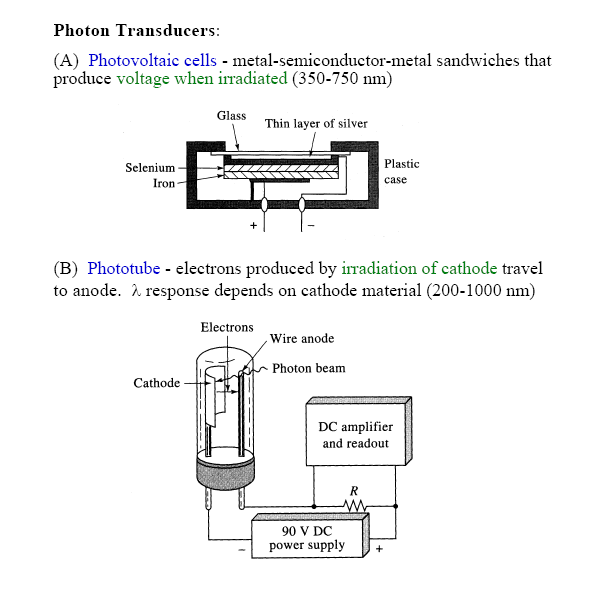 Photon Transducers:
(A) Photovoltaic cells - metal-semiconductor-metal sandwiches that
produce voltage when irradiated (350-750 nm)
Glass
Thin layer of silver
Selenium
Iron
Plastic
case
+
−
(B) Phototube - electrons produced by irradiation of cathode travel
to anode. λ response depends on cathode material (200-1000 nm)
Electrons
Wire anode
Photon beam
Cathode
DC amplifier
and readout
R
90 V DC
power supply
−
+